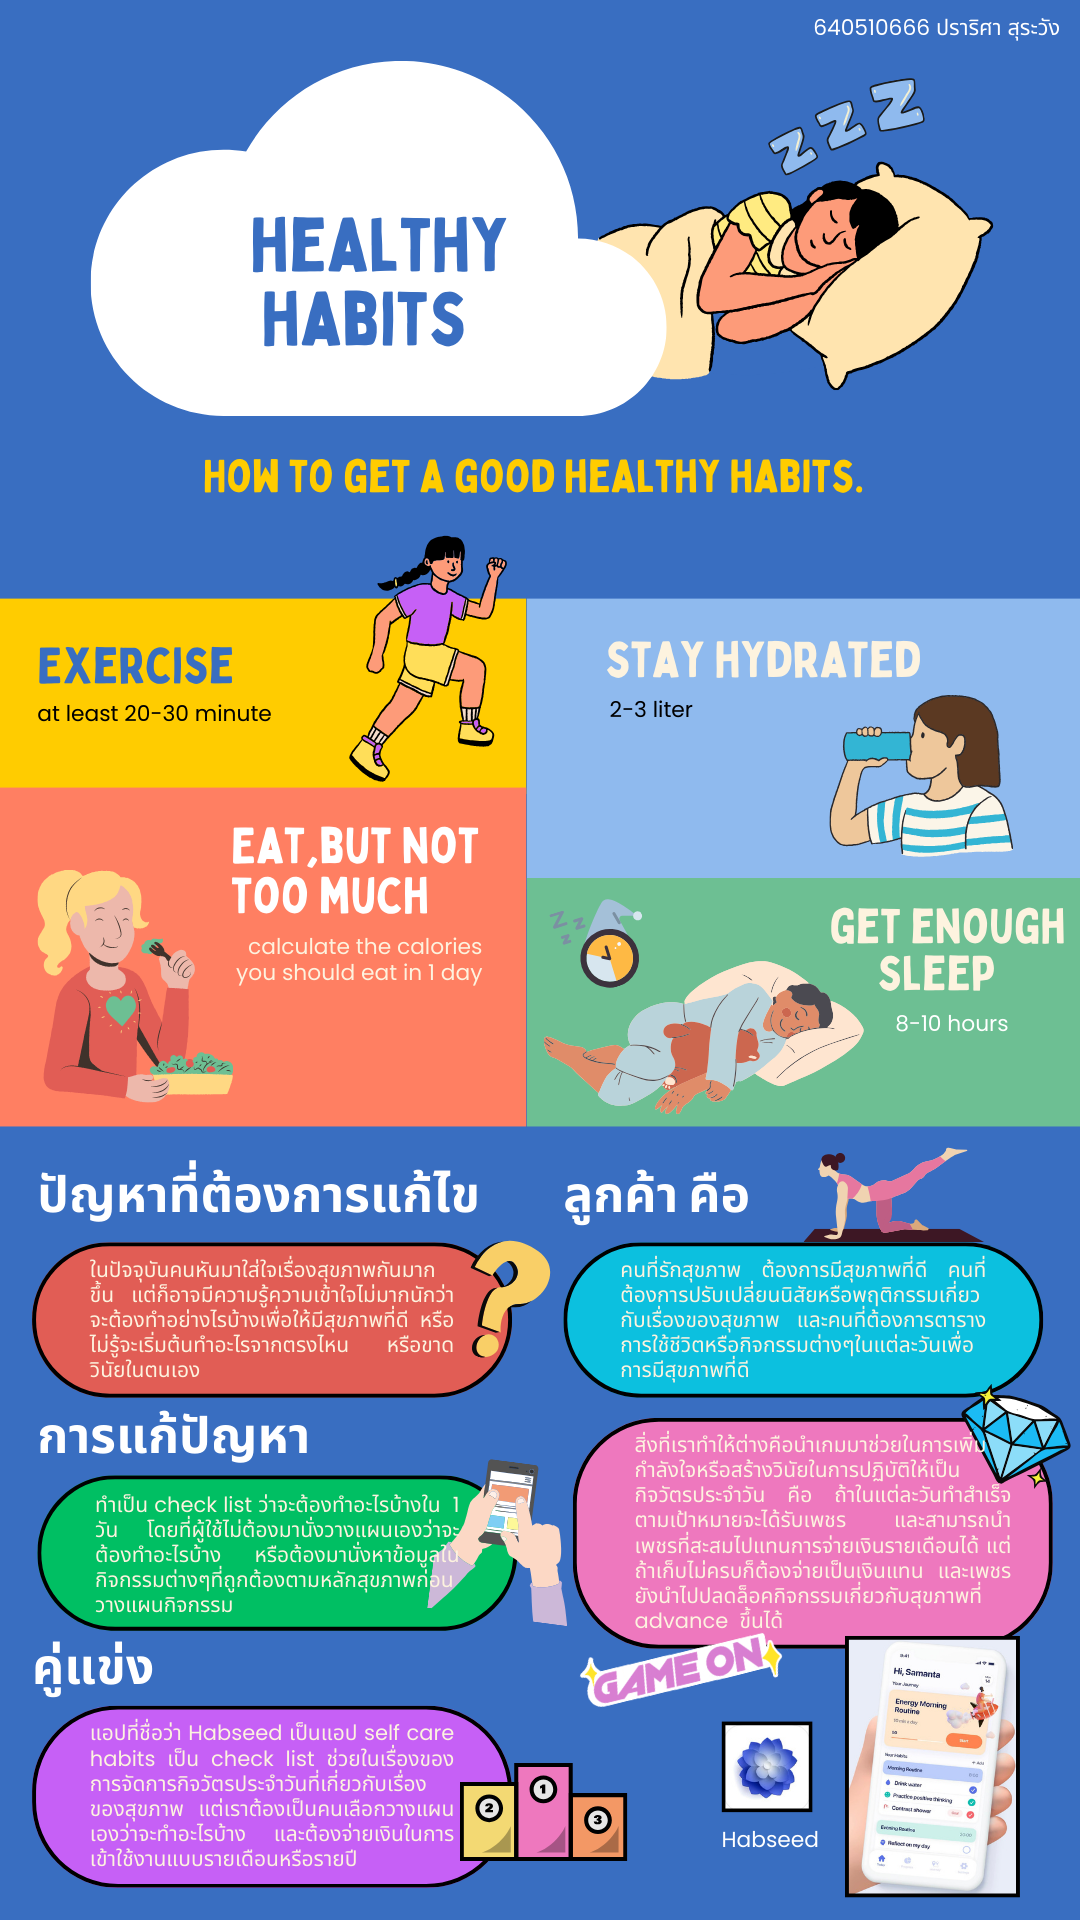 640510666 ปราริศา สุระวัง
Z Z Z
HEALTHY
HABITS
HOW TO GET A GOOD HEALTHY HABITS.
EXERCISE
at least 20-30 minute
STAY HYDRATED
2-3 liter
EAT,BUT NOT
TOO MUCH
calculate the calories
you should eat in 1 day
Z Z Z
GET ENOUGH
SLEEP
8-10 hours
ปัญหาที่ต้องการแก้ไข
ในปัจจุบันคนหันมาใส่ใจเรื่องสุขภาพกันมาก
ขึ้น แต่ก็อาจมีความรู้ความเข้าใจไม่มากนักว่า
จะต้องทำอย่างไรบ้างเพื่อให้มีสุขภาพที่ดี หรือ
ไม่รู้จะเริ่มต้นทำอะไรจากตรงไหน หรือขาด
วินัยในตนเอง
?
ลูกค้า คือ
คนที่รักสุขภาพ ต้องการมีสุขภาพที่ดี คนที่
ต้องการปรับเปลี่ยนนิสัยหรือพฤติกรรมเกี่ยว
กับเรื่องของสุขภาพ และคนที่ต้องการตาราง
การใช้ชีวิตหรือกิจกรรมต่างๆในแต่ละวันเพื่อ
การมีสุขภาพที่ดี
การแก้ปัญหา
ทำเป็น check list ว่าจะต้องทำอะไรบ้างใน 1
วัน โดยที่ผู้ใช้ไม่ต้องมานั่งวางแผนเองว่าจะ
ต้องทำอะไรบ้าง หรือต้องมานั่งหาข้อมูลใน
กิจกรรมต่างๆที่ถูกต้องตามหลักสุขภาพก่อน
วางแผนกิจกรรม
สิ่งที่เราทำให้ต่างคือนำเกมมาช่วยในการเพิ่ม
กำลังใจหรือสร้างวินัยในการปฏิบัติให้เป็น
กิจวัตรประจำวัน คือ ถ้าในแต่ละวันทำสำเร็จ
ตามเป้าหมายจะได้รับเพชร และสามารถนำ
เพชรที่สะสมไปแทนการจ่ายเงินรายเดือนได้ แต่
ถ้าเก็บไม่ครบก็ต้องจ่ายเป็นเงินแทน และเพชร
ยังนำไปปลดล็อคกิจกรรมเกี่ยวกับสุขภาพที่
advance ขึ้นได้
GAME ON
คู่แข่ง
แอปที่ชื่อว่า Habseed เป็นแอป self care
habits เป็น check list ช่วยในเรื่องของ
การจัดการกิจวัตรประจำวันที่เกี่ยวกับเรื่อง
ของสุขภาพ แต่เราต้องเป็นคนเลือกวางแผน
เองว่าจะทำอะไรบ้าง และต้องจ่ายเงินในการ
เข้าใช้งานแบบรายเดือนหรือรายปี
2 1 3
Habseed
9:41
Hi, Samanta
Your Journey
Energy Morning
Routine
Start
Your Habits
Morning Routine
Drink water
Practice positive thinking
Contrast shower
Evening Routine
Reflect on my day